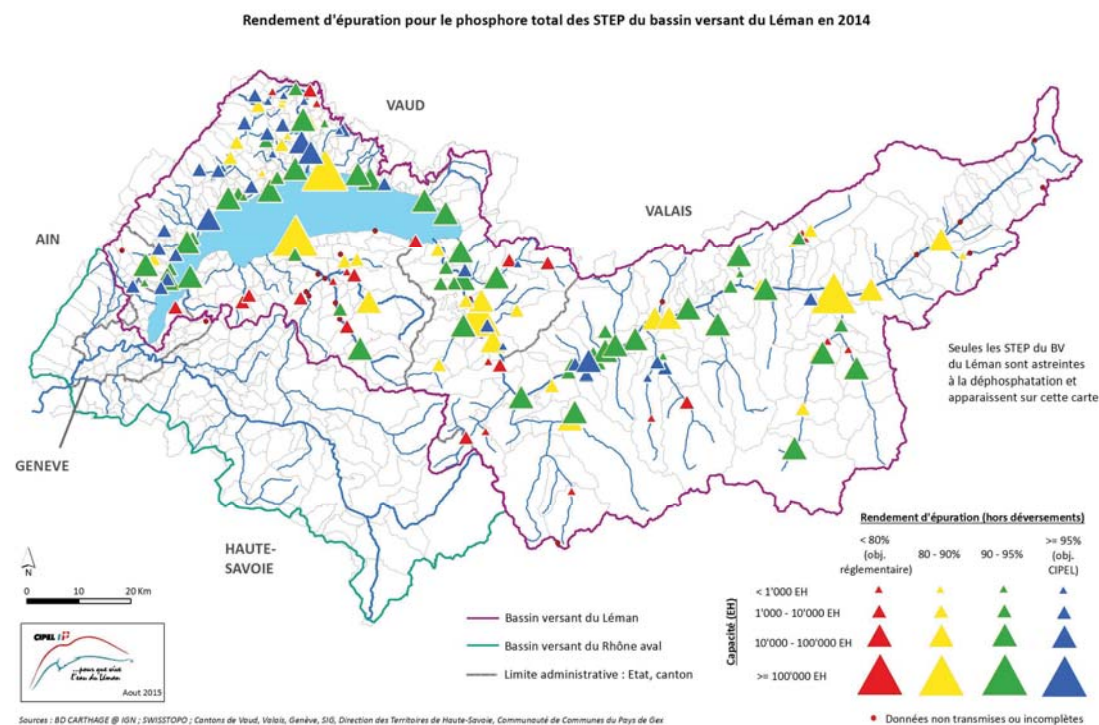 Rendement d'épuration pour le phosphore total des STEP du bassin versant du Léman en 2014
VAUD
VALAIS
AIN
GENEVE
HAUTE-
SAVOIE
Seules les STEP du BV
du Léman sont astreintes
à la déphosphatation et
apparaissent sur cette carte
N
0 10 20 Km
CIPEL
...pour que vive
l'eau du Léman
Aout 2015
Bassin versant du Léman
Bassin versant du Rhône aval
Limite administrative : Etat, canton
Rendement d'épuration (hors déversements)
< 80%
(obj.
réglementaire)
80 - 90%
90 - 95%
>= 95%
(obj.
CIPEL)
Capacité (EH)
< 1'000 EH
1'000 - 10'000 EH
10'000 - 100'000 EH
>= 100'000 EH
Données non transmises ou incomplètes
Sources : BD CARTHAGE @ IGN ; SWISSTOPO ; Cantons de Vaud, Valais, Genève, SIG, Direction des Territoires de Haute-Savoie, Communauté de Communes du Pays de Gex